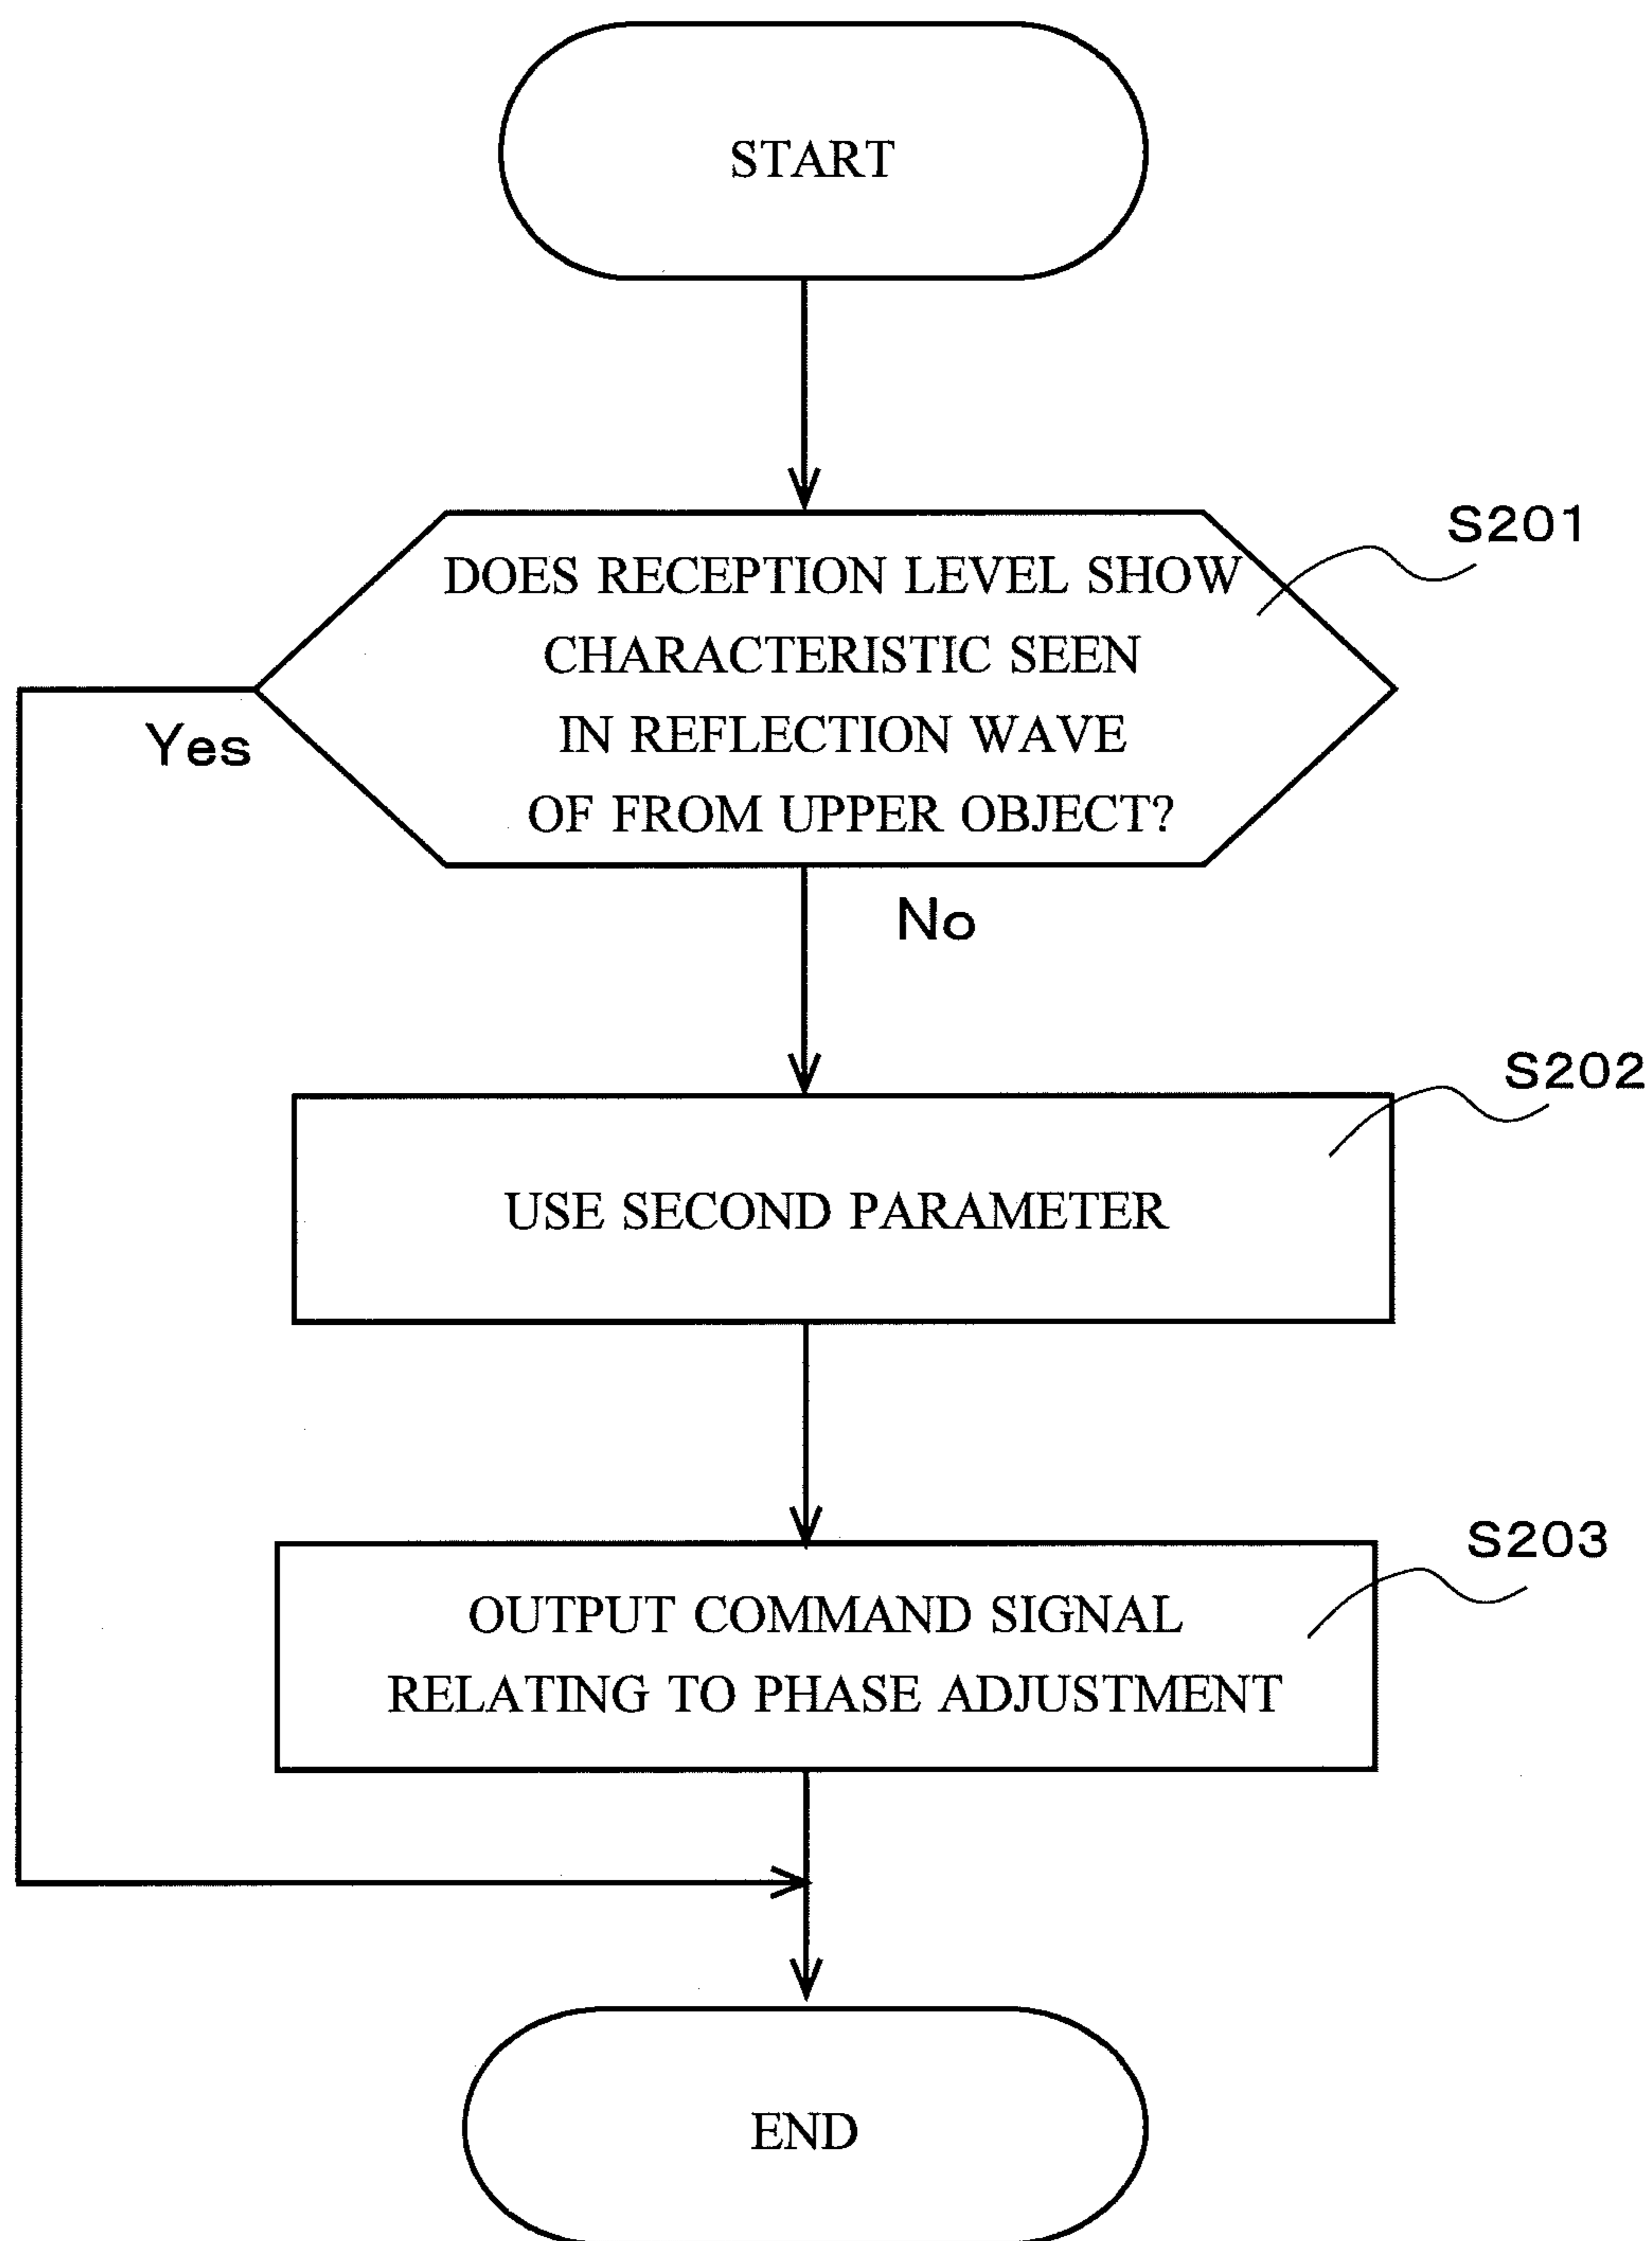 START
S201
DOES RECEPTION LEVEL SHOW
CHARACTERISTIC SEEN
IN REFLECTION WAVE
OF FROM UPPER OBJECT?
Yes
No
S202
USE SECOND PARAMETER
S203
OUTPUT COMMAND SIGNAL
RELATING TO PHASE ADJUSTMENT
END